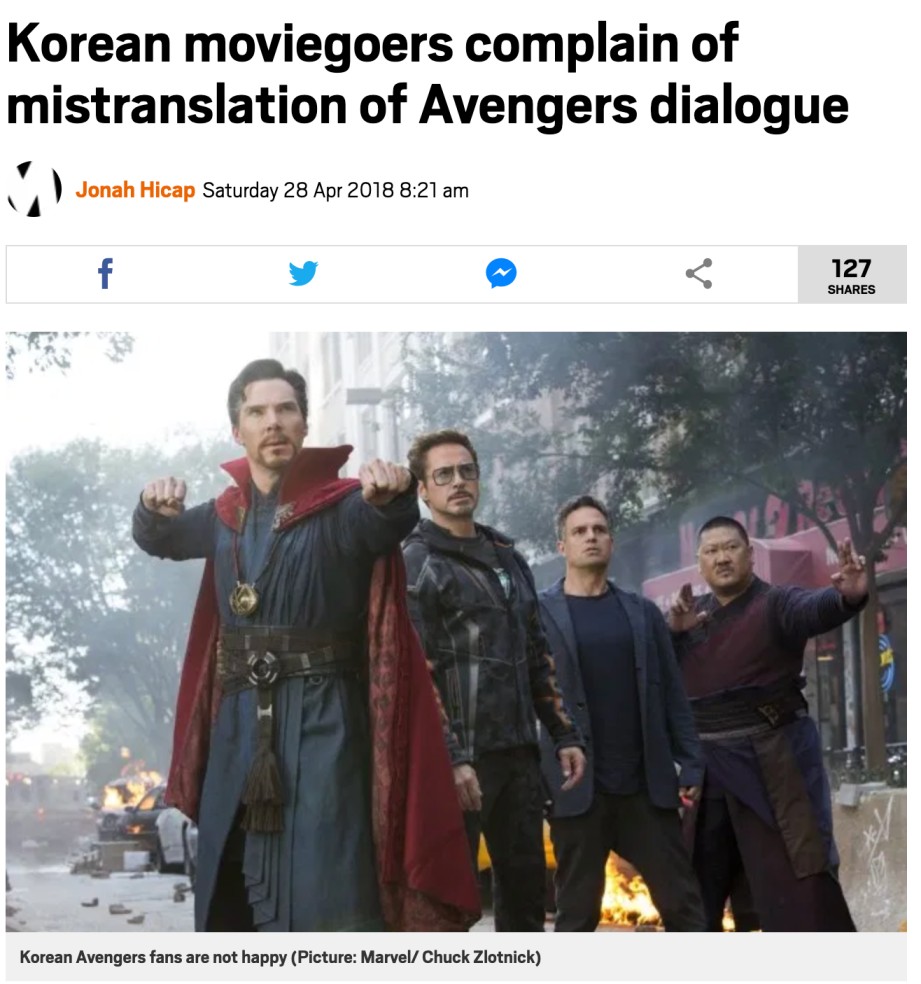 Korean moviegoers complain of
mistranslation of Avengers dialogue
Jonah Hicap Saturday 28 Apr 2018 8:21 am
127
SHARES
Korean Avengers fans are not happy (Picture: Marvel/ Chuck Zlotnick)